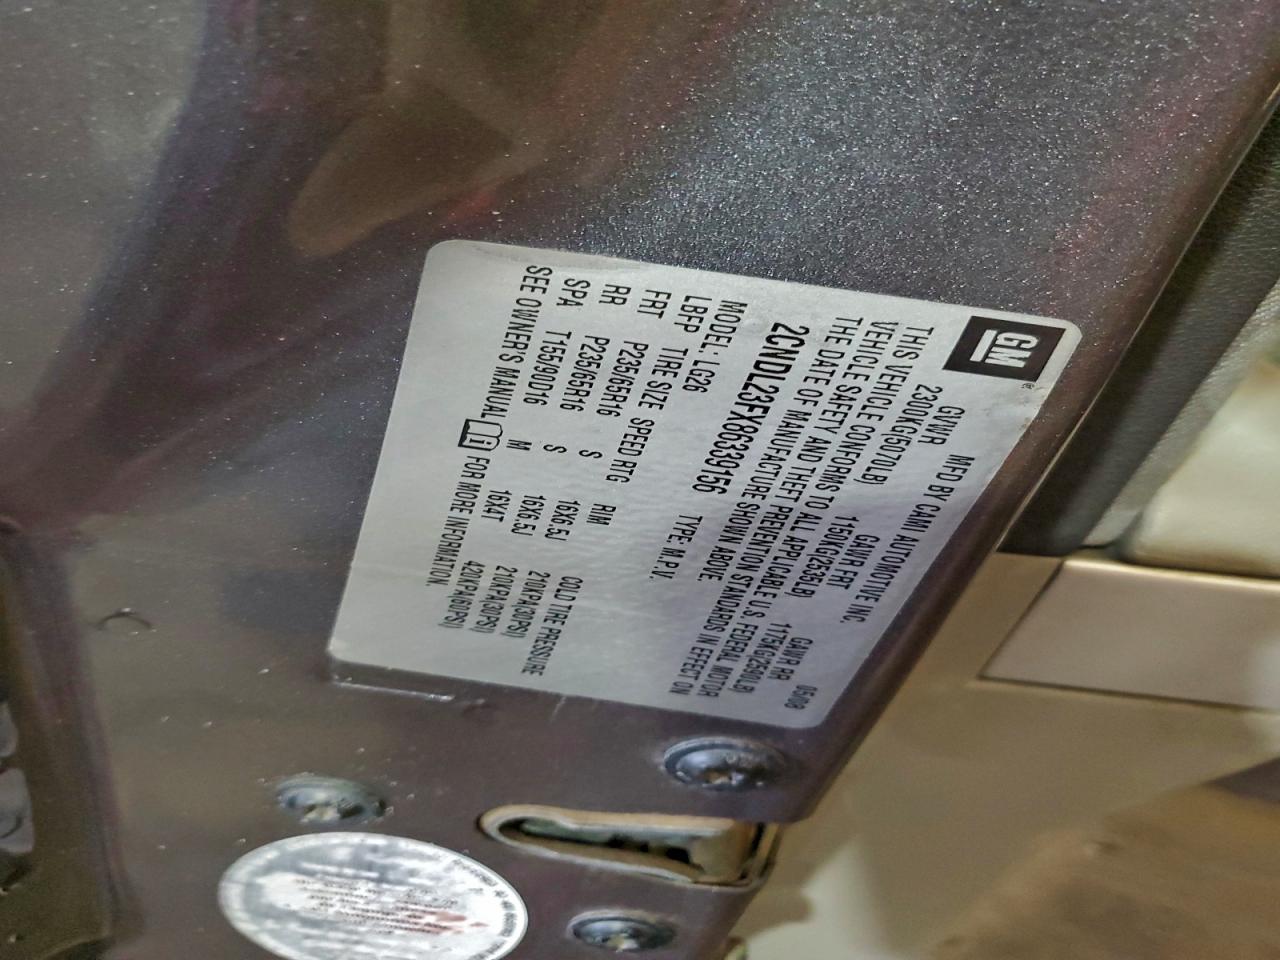 GM
MFD BY CAMI AUTOMOTIVE INC. 05/08
GVWR GAWR FRT GAWR RR
2300KG(5070LB) 1150KG(2535LB) 1175KG(2590LB)
THIS VEHICLE CONFORMS TO ALL APPLICABLE U.S. FEDERAL MOTOR
VEHICLE SAFETY AND THEFT PREVENTION STANDARDS IN EFFECT ON
THE DATE OF MANUFACTURE SHOWN ABOVE.
2CNDL23FX86339156 TYPE: M.P.V.
MODEL: LG26
LBFP TIRE SIZE SPEED RTG RIM COLD TIRE PRESSURE
FRT P235/65R16 S 16X6.5J 210KPA(30PSI)
RR P235/65R16 S 16X6.5J 210KPA(30PSI)
SPA T155/90D16 M 16X4T 420KPA(60PSI)
SEE OWNER'S MANUAL FOR MORE INFORMATION.